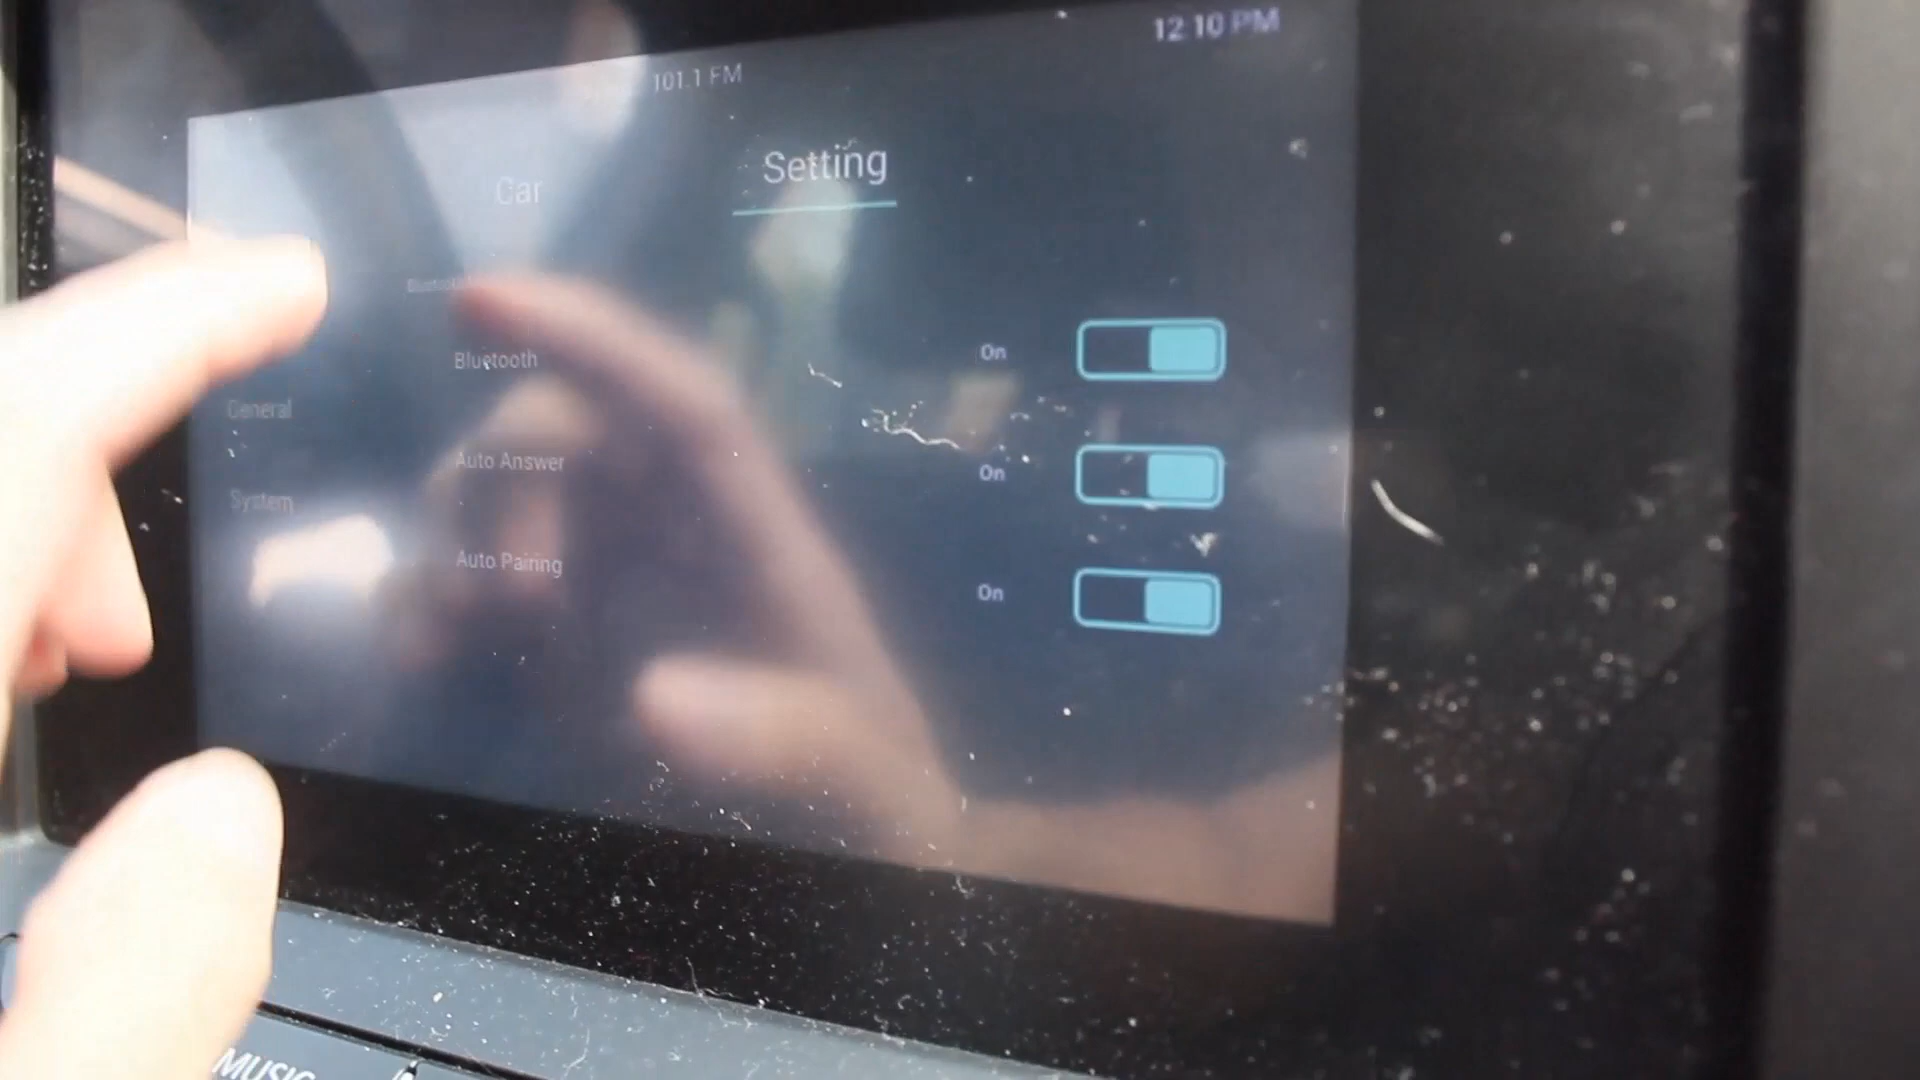 12:10 PM
101.1 FM
Car
Setting
Bluetooth
Bluetooth
On
General
Auto Answer
On
System
Auto Pairing
On
MUSIC